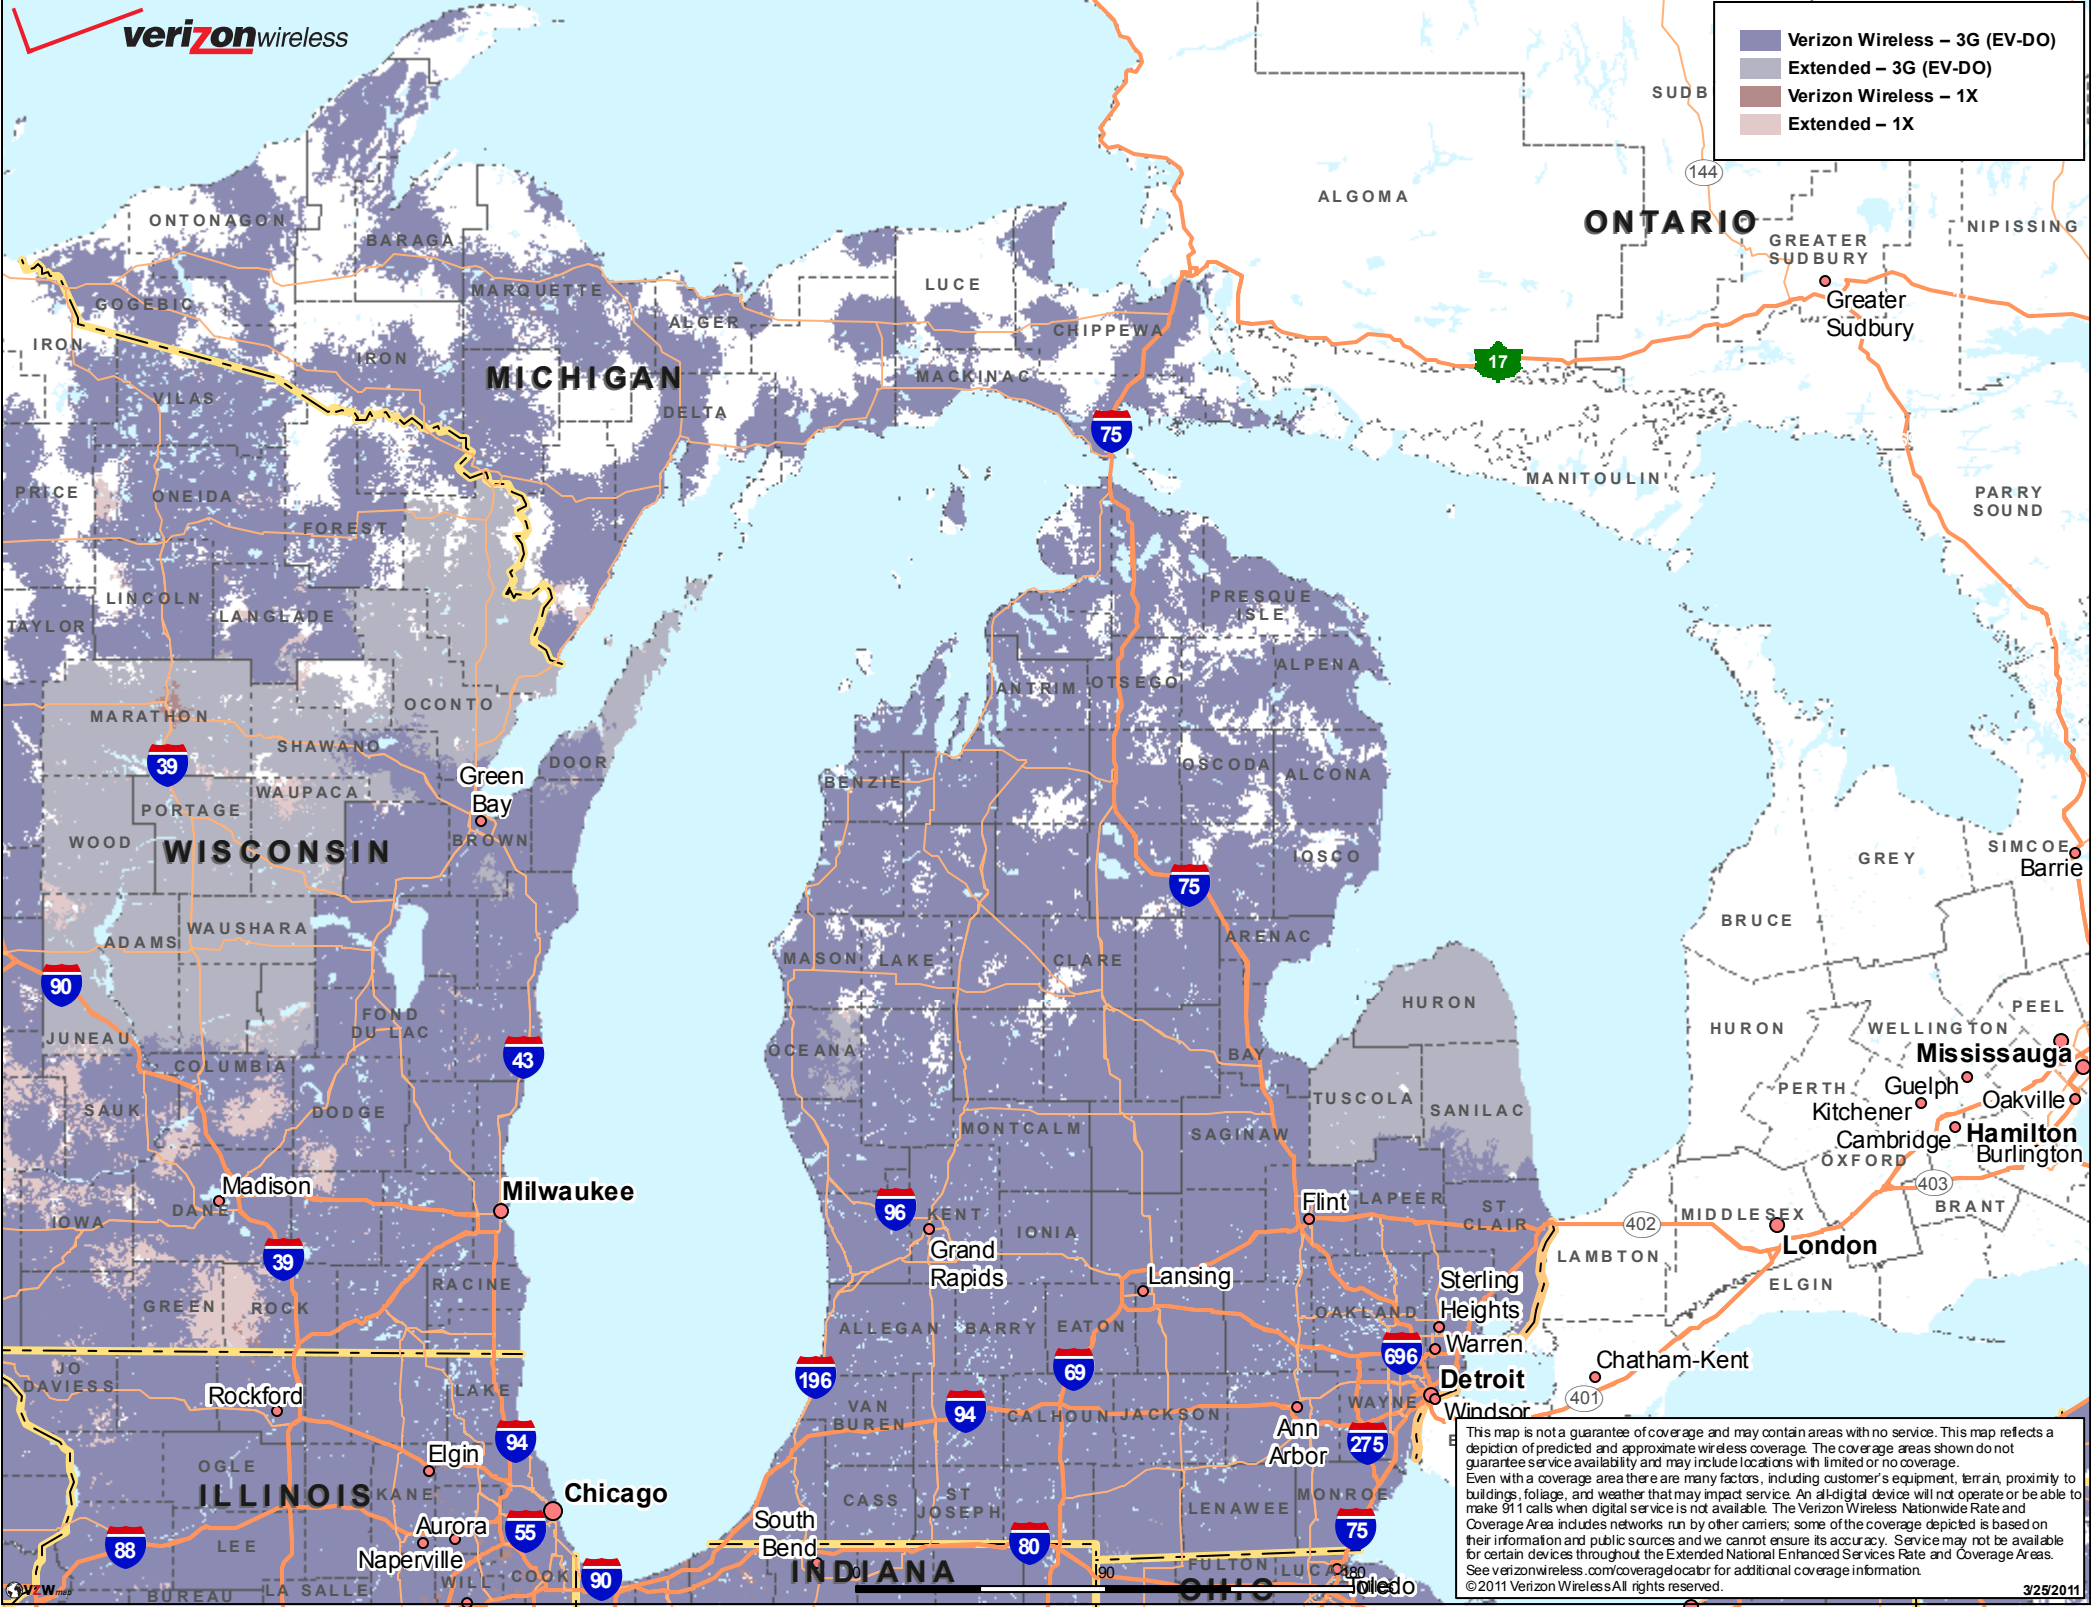 verizonwireless
Verizon Wireless – 3G (EV-DO)
Extended – 3G (EV-DO)
Verizon Wireless – 1X
Extended – 1X
SUDB
144
ALGOMA
ONTARIO
NIPISSING
GREATER
SUDBURY
Greater
Sudbury
17
ONTONAGON
BARAGA
LUCE
GOGEBIC
MARQUETTE
ALGER
CHIPPEWA
IRON
IRON
MICHIGAN
MACKINAC
VILAS
DELTA
75
MANITOULIN
PARRY
SOUND
PRICE
ONEIDA
FOREST
LINCOLN
LANGLADE
TAYLOR
PRESQUE
ISLE
ALPENA
ANTRIM
OTSEGO
OCONTO
MARATHON
SHAWANO
39
DOOR
OSCODA
ALCONA
BENZIE
Green
Bay
WAUPACA
PORTAGE
WOOD
WISCONSIN
BROWN
IOSCO
75
GREY
SIMCOE
Barrie
BRUCE
WAUSHARA
ADAMS
ARENAC
MASON
LAKE
CLARE
90
HURON
PEEL
FOND
DU LAC
JUNEAU
HURON
WELLINGTON
Mississauga
43
OCEANA
BAY
COLUMBIA
PERTH
Guelph
Oakville
SAUK
DODGE
TUSCOLA
SANILAC
Kitchener
MONTCALM
SAGINAW
Cambridge
Hamilton
Burlington
OXFORD
403
Madison
Milwaukee
DANE
IOWA
96
KENT
IONIA
Flint
LAPEER
ST
CLAIR
402
MIDDLESEX
BRANT
London
LAMBTON
ELGIN
Grand
Rapids
39
Lansing
Sterling
Heights
RACINE
GREEN
ROCK
OAKLAND
ALLEGAN
BARRY
EATON
Warren
696
Chatham-Kent
401
JO
DAVIESS
Rockford
LAKE
196
69
Detroit
Windsor
WAYNE
VAN
BUREN
94
CALHOUN
JACKSON
Ann
Arbor
275
94
Elgin
OGLE
ILLINOIS
KANE
Chicago
CASS
ST
JOSEPH
LENAWEE
MONROE
75
South
Bend
Aurora
55
88
LEE
Naperville
80
INDIANA
FULTON
LUCA
WILL
COOK
90
BUREAU
LA SALLE
OHIO
Toledo
0
90
180
E
This map is not a guarantee of coverage and may contain areas with no service. This map reflects a
depiction of predicted and approximate wireless coverage. The coverage areas shown do not
guarantee service availability and may include locations with limited or no coverage.
Even with a coverage area there are many factors, including customer's equipment, terrain, proximity to
buildings, foliage, and weather that may impact service. An all-digital device will not operate or be able to
make 911 calls when digital service is not available. The Verizon Wireless Nationwide Rate and
Coverage Area includes networks run by other carriers; some of the coverage depicted is based on
their information and public sources and we cannot ensure its accuracy. Service may not be available
for certain devices throughout the Extended National Enhanced Services Rate and Coverage Areas.
See verizonwireless.com/coveragelocator for additional coverage information.
© 2011 Verizon Wireless All rights reserved.
3/25/2011
VZWmap